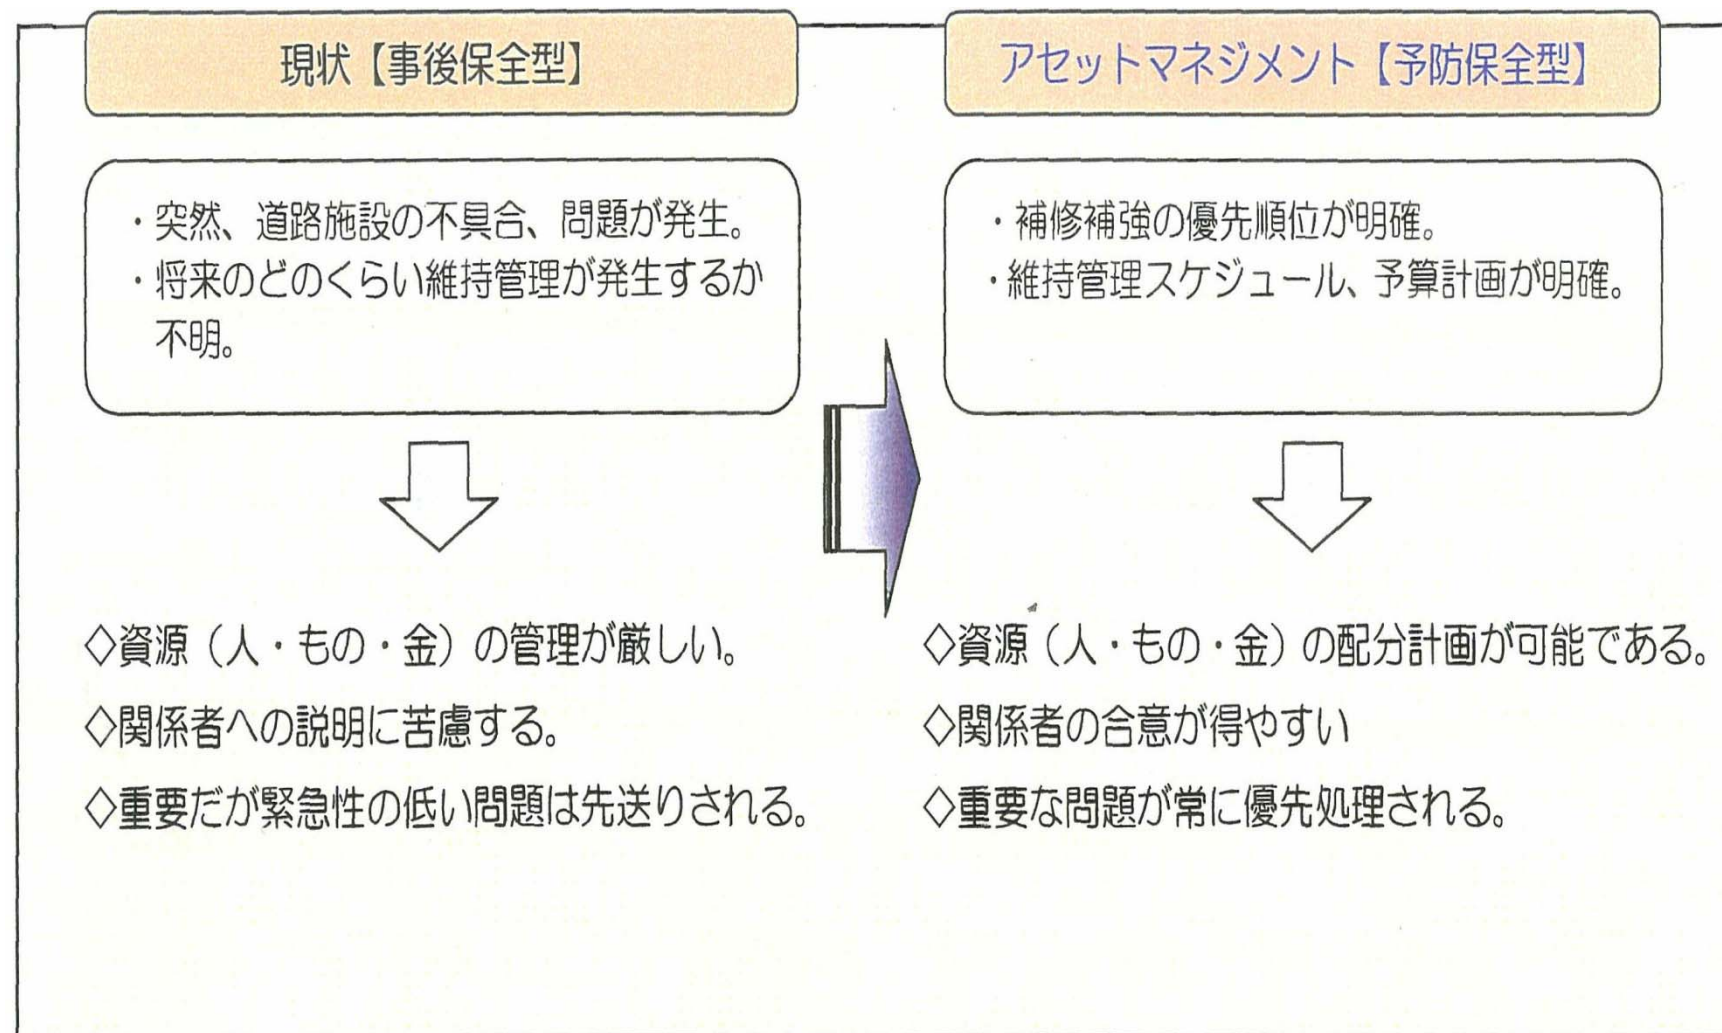 現状【事後保全型】
・突然、道路施設の不具合、問題が発生。
・将来のどのくらい維持管理が発生するか
不明。
◇資源（人・もの・金）の管理が厳しい。
◇関係者への説明に苦慮する。
◇重要だが緊急性の低い問題は先送りされる。
アセットマネジメント【予防保全型】
・補修補強の優先順位が明確。
・維持管理スケジュール、予算計画が明確。
◇資源（人・もの・金）の配分計画が可能である。
◇関係者の合意が得やすい
◇重要な問題が常に優先処理される。